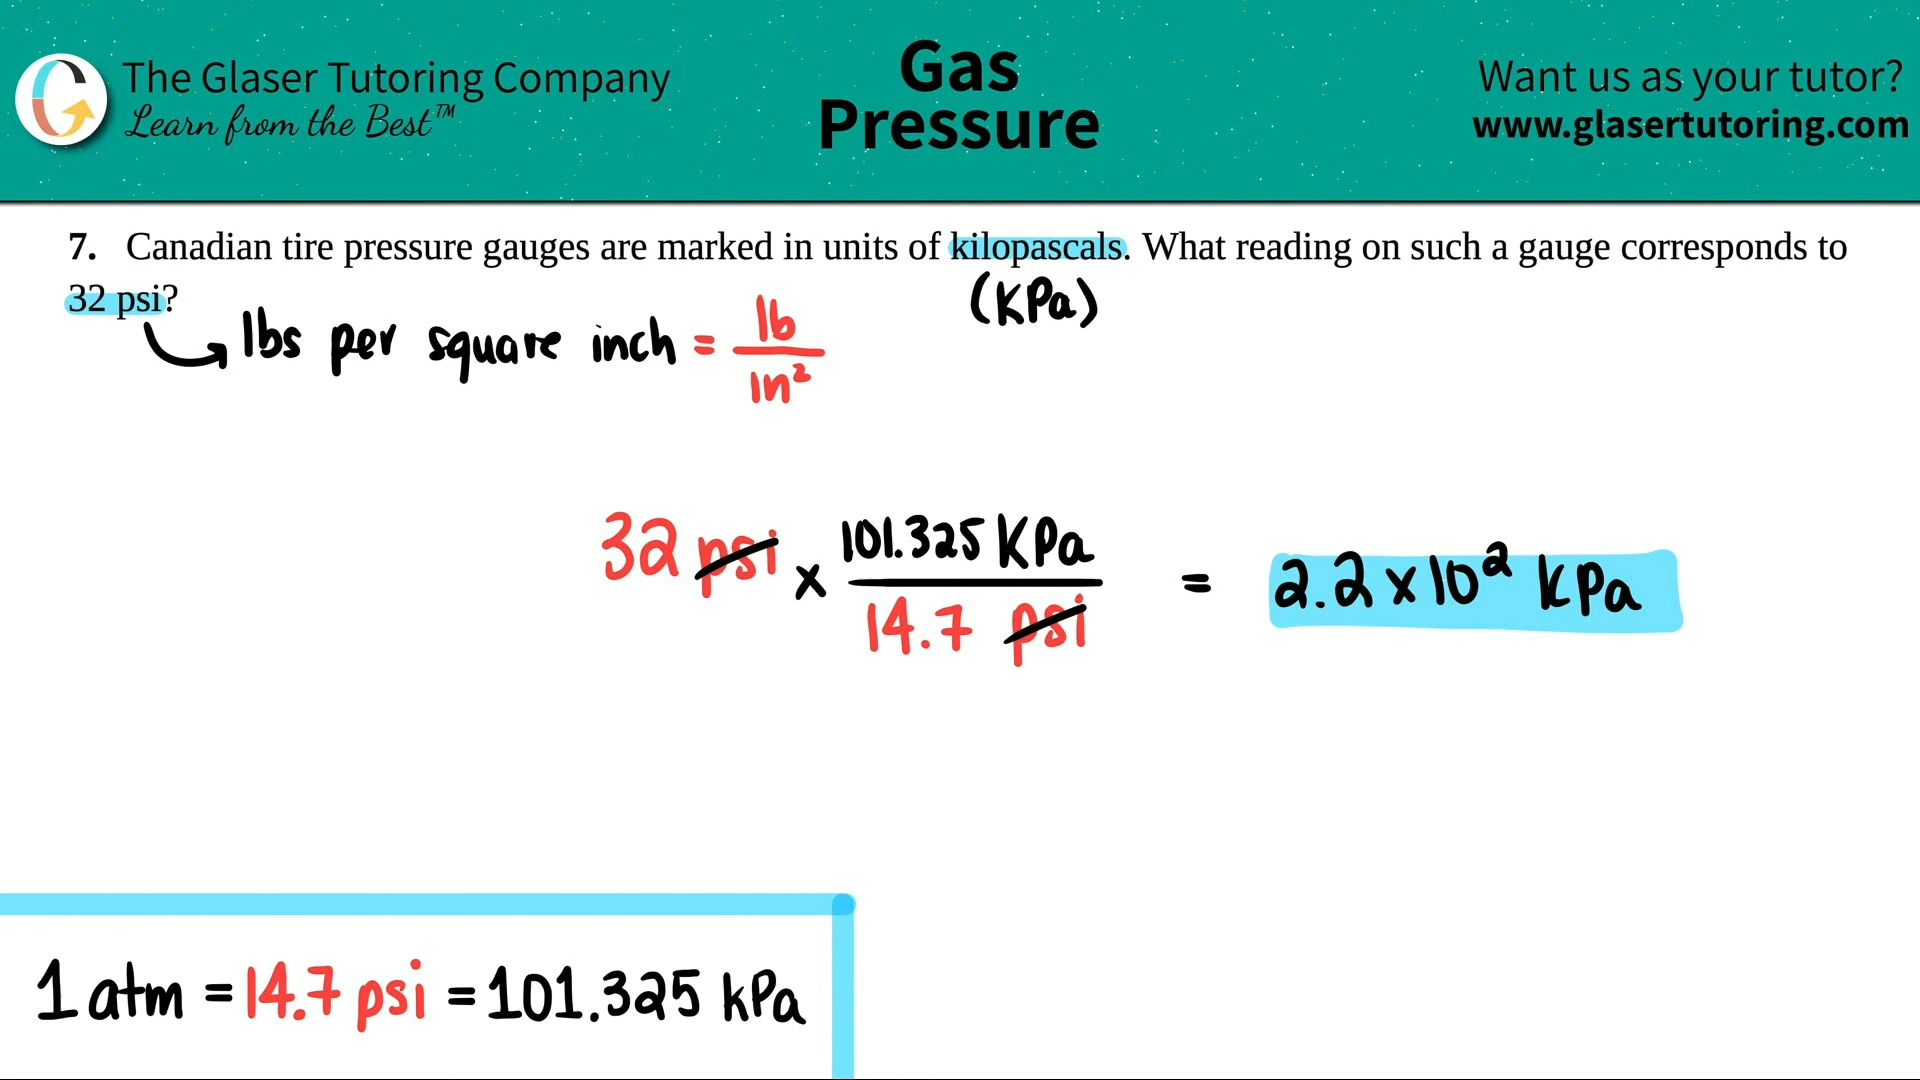 The Glaser Tutoring Company
Learn from the Best™
Gas
Pressure
Want us as your tutor?
www.glasertutoring.com
7. Canadian tire pressure gauges are marked in units of kilopascals. What reading on such a gauge corresponds to
32 psi?
(KPa)
lbs per square inch = lb/in²
32 psi x 101.325 KPa / 14.7 psi = 2.2 x 10² kPa
1 atm = 14.7 psi = 101.325 kPa